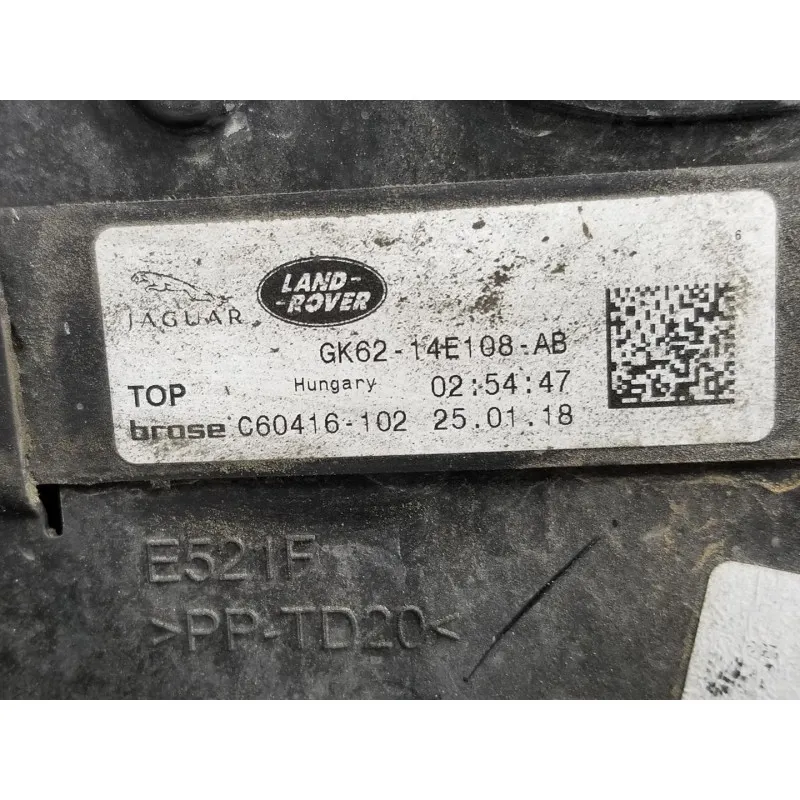 6
JAGUAR
LAND-
-ROVER
GK62-14E108-AB
TOP
Hungary 02:54:47
brose C60416-102 25.01.18
E521F
>PP-TD20<